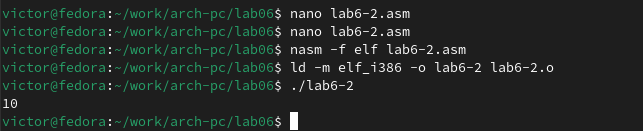 victor@fedora:~/work/arch-pc/lab06$ nano lab6-2.asm
victor@fedora:~/work/arch-pc/lab06$ nano lab6-2.asm
victor@fedora:~/work/arch-pc/lab06$ nasm -f elf lab6-2.asm
victor@fedora:~/work/arch-pc/lab06$ ld -m elf_i386 -o lab6-2 lab6-2.o
victor@fedora:~/work/arch-pc/lab06$ ./lab6-2
10
victor@fedora:~/work/arch-pc/lab06$